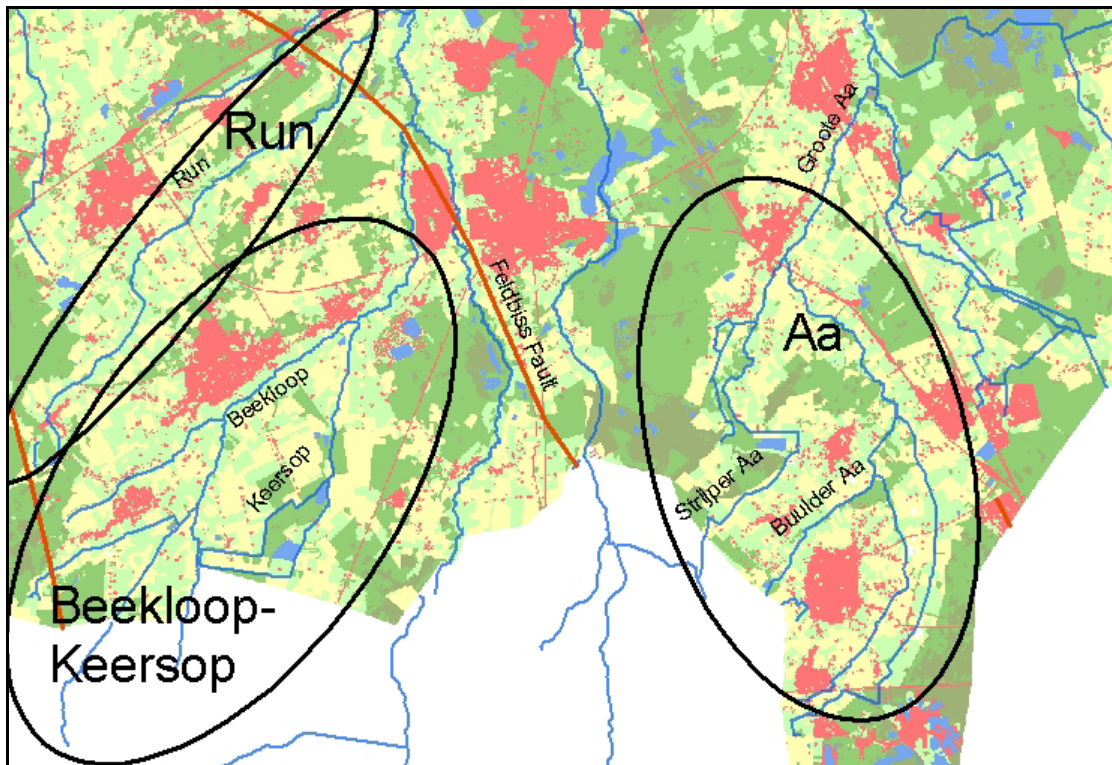 Run
Run
Groote Aa
Feldbiss Fault
Aa
Beekloop
Keersop
Strijper Aa
Buulder Aa
Beekloop-
Keersop